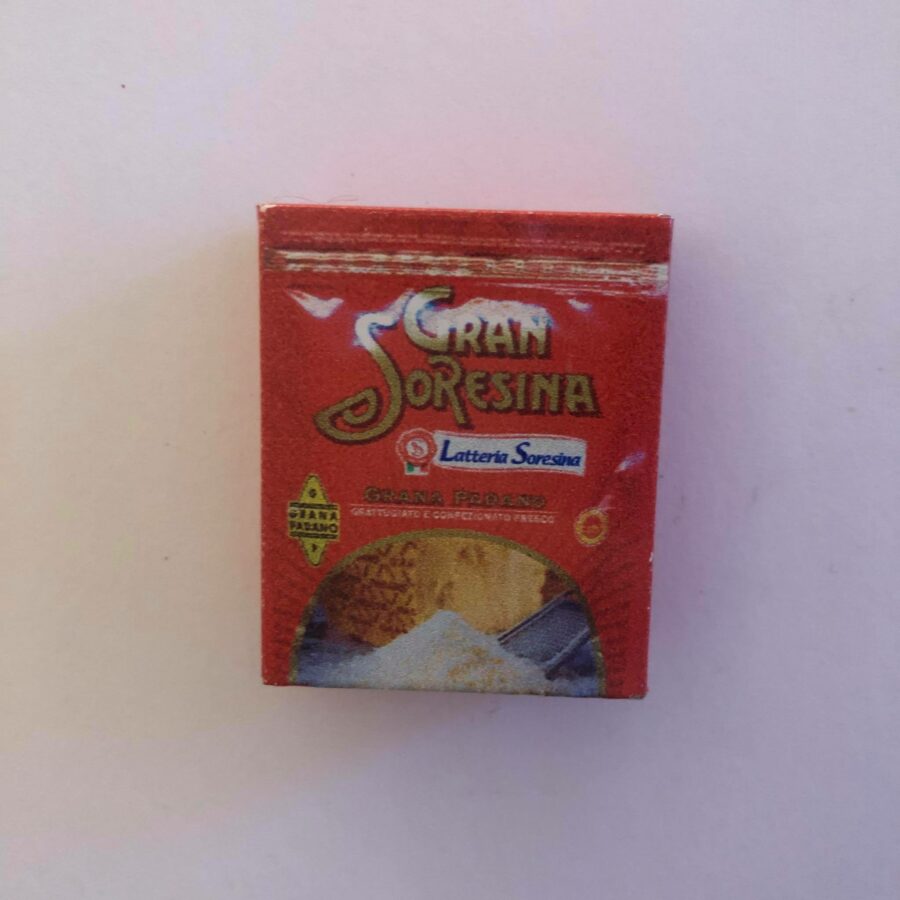 GRAN
SORESINA
Latteria Soresina
GRANA PADANO
GRATTUGIATO E CONFEZIONATO FRESCO
GRANA
PADANO